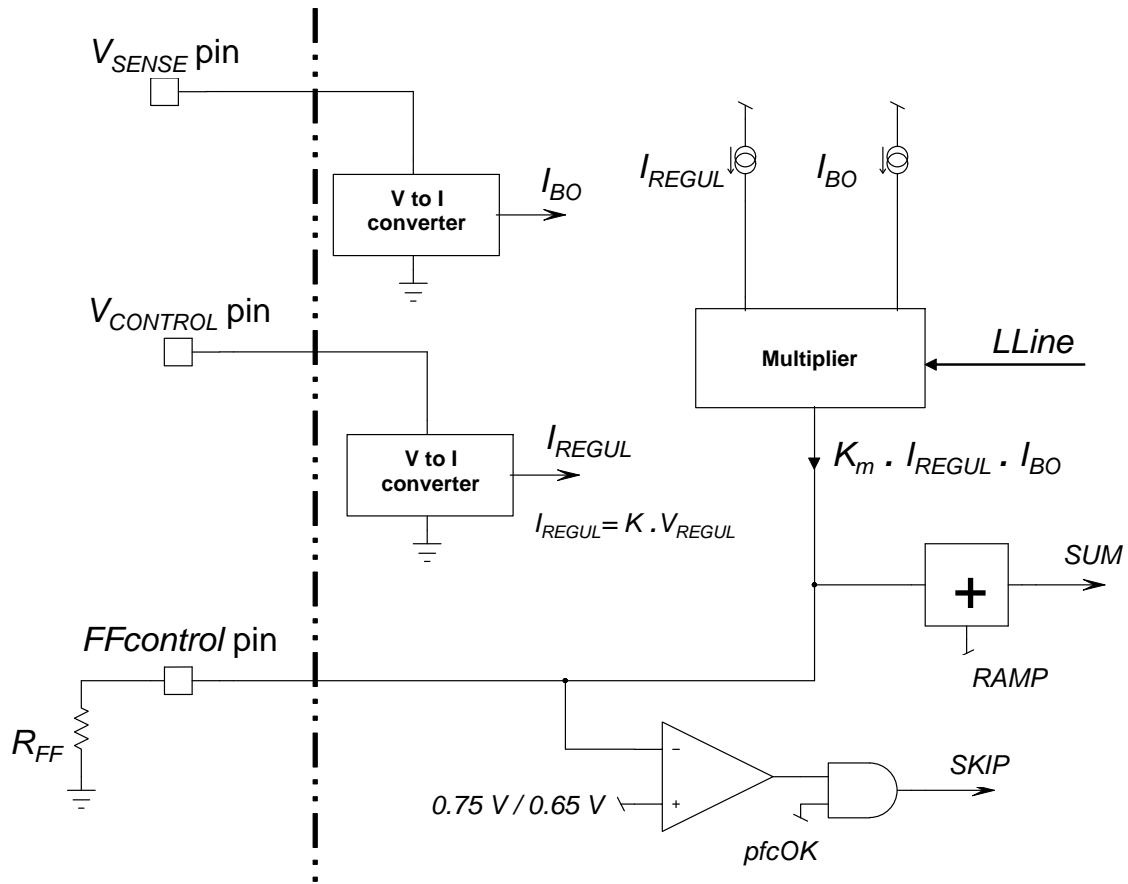 V_SENSE pin
V to I
converter
I_BO
I_REGUL
I_BO
V_CONTROL pin
Multiplier
LLine
V to I
converter
I_REGUL
I_REGUL = K . V_REGUL
K_m . I_REGUL . I_BO
+
SUM
RAMP
FFcontrol pin
R_FF
−
+
0.75 V / 0.65 V
pfcOK
SKIP